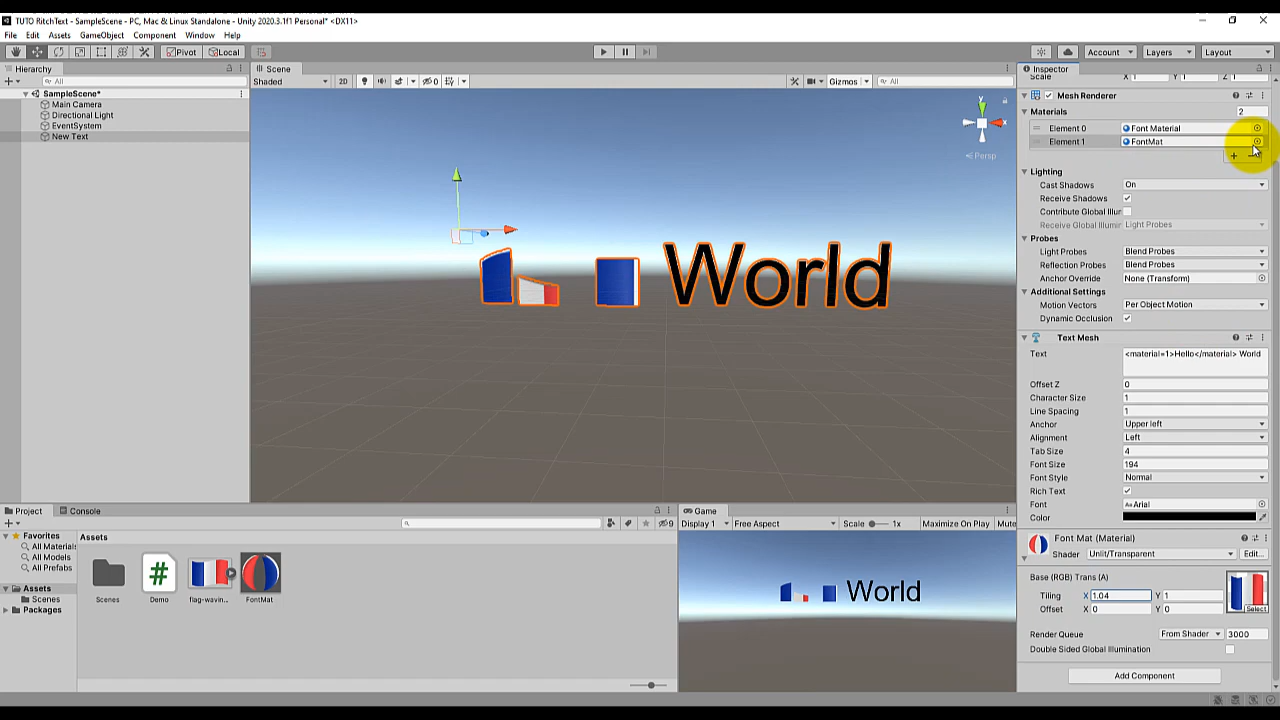 TUTO RitchText - SampleScene - PC, Mac & Linux Standalone - Unity 2020.3.1f1 Personal* <DX11>
File Edit Assets GameObject Component Window Help
Pivot Local Account Layers Layout
Hierarchy
All
SampleScene*
Main Camera
Directional Light
EventSystem
New Text
Scene
Shaded 2D 0 Gizmos All
y
x
Persp
World
Inspector
Scale X 1 Y 1 Z 1
Mesh Renderer
Materials 2
Element 0 Font Material
Element 1 FontMat
Lighting
Cast Shadows On
Receive Shadows
Contribute Global Illur
Receive Global Illumin Light Probes
Probes
Light Probes Blend Probes
Reflection Probes Blend Probes
Anchor Override None (Transform)
Additional Settings
Motion Vectors Per Object Motion
Dynamic Occlusion
Text Mesh
Text <material=1>Hello</material> World
Offset Z 0
Character Size 1
Line Spacing 1
Anchor Upper left
Alignment Left
Tab Size 4
Font Size 194
Font Style Normal
Rich Text
Font Arial
Color
Font Mat (Material)
Shader Unlit/Transparent Edit...
Base (RGB) Trans (A)
Tiling X 1.04 Y 1
Offset X 0 Y 0
Select
Render Queue From Shader 3000
Double Sided Global Illumination
Add Component
Project Console
9
Favorites
All Materials
All Models
All Prefabs
Assets
Scenes
Packages
Assets
Scenes
Demo
flag-wavin...
FontMat
Game
Display 1 Free Aspect Scale 1x Maximize On Play Mute
World